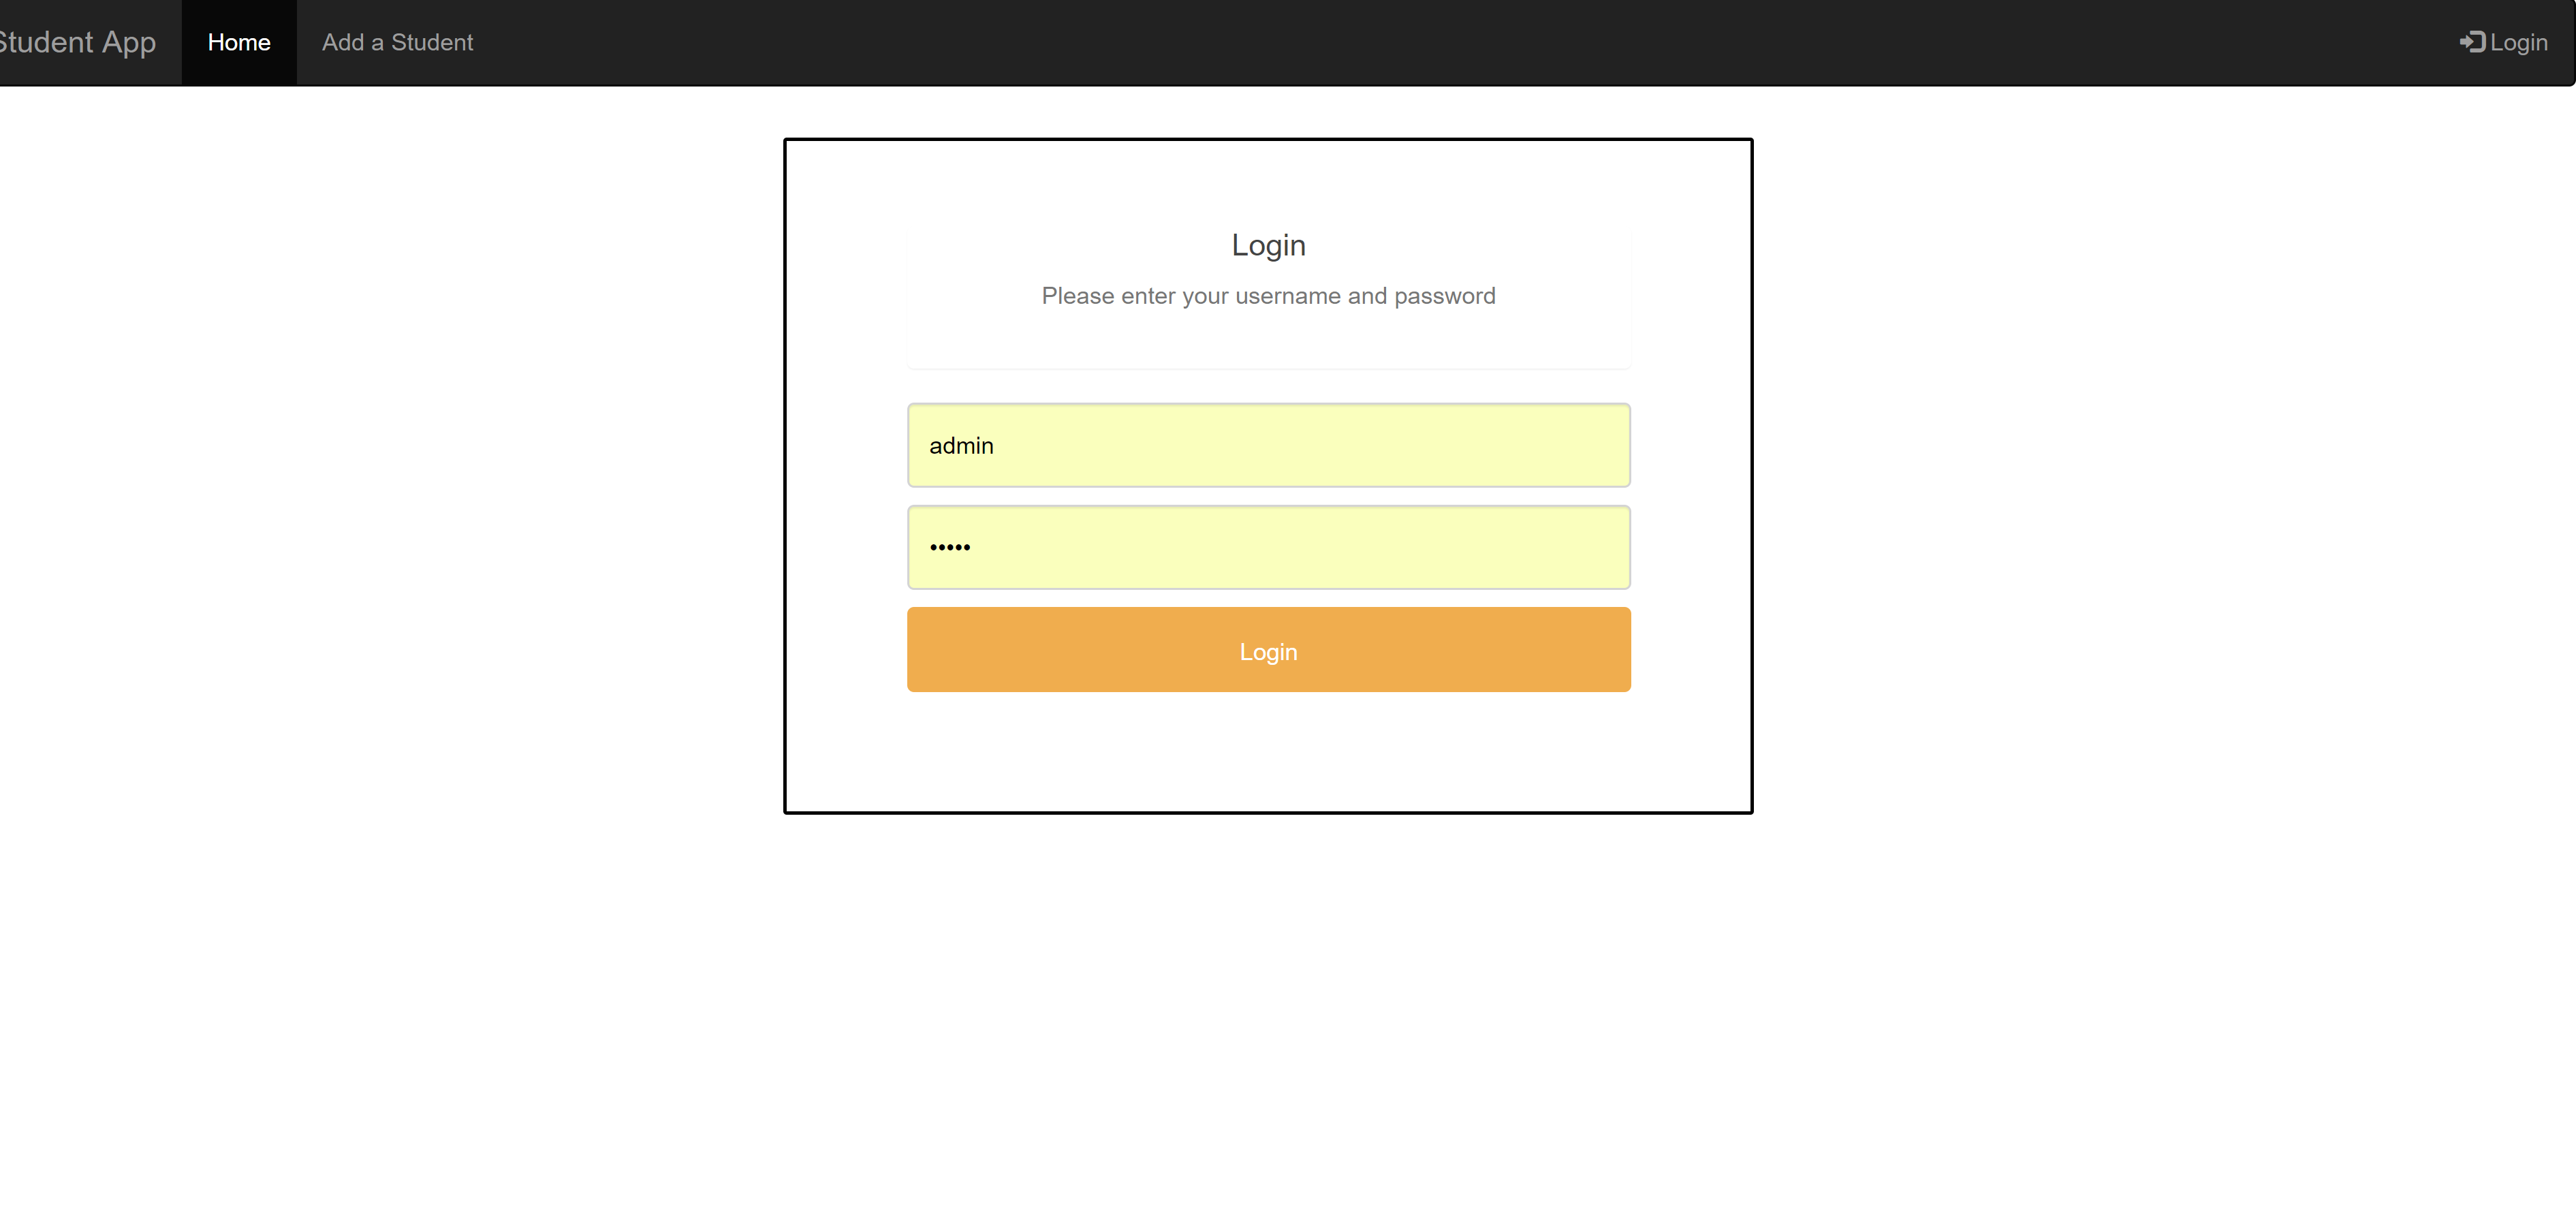 Student App Home Add a Student Login
Login
Please enter your username and password
admin
•••••
Login